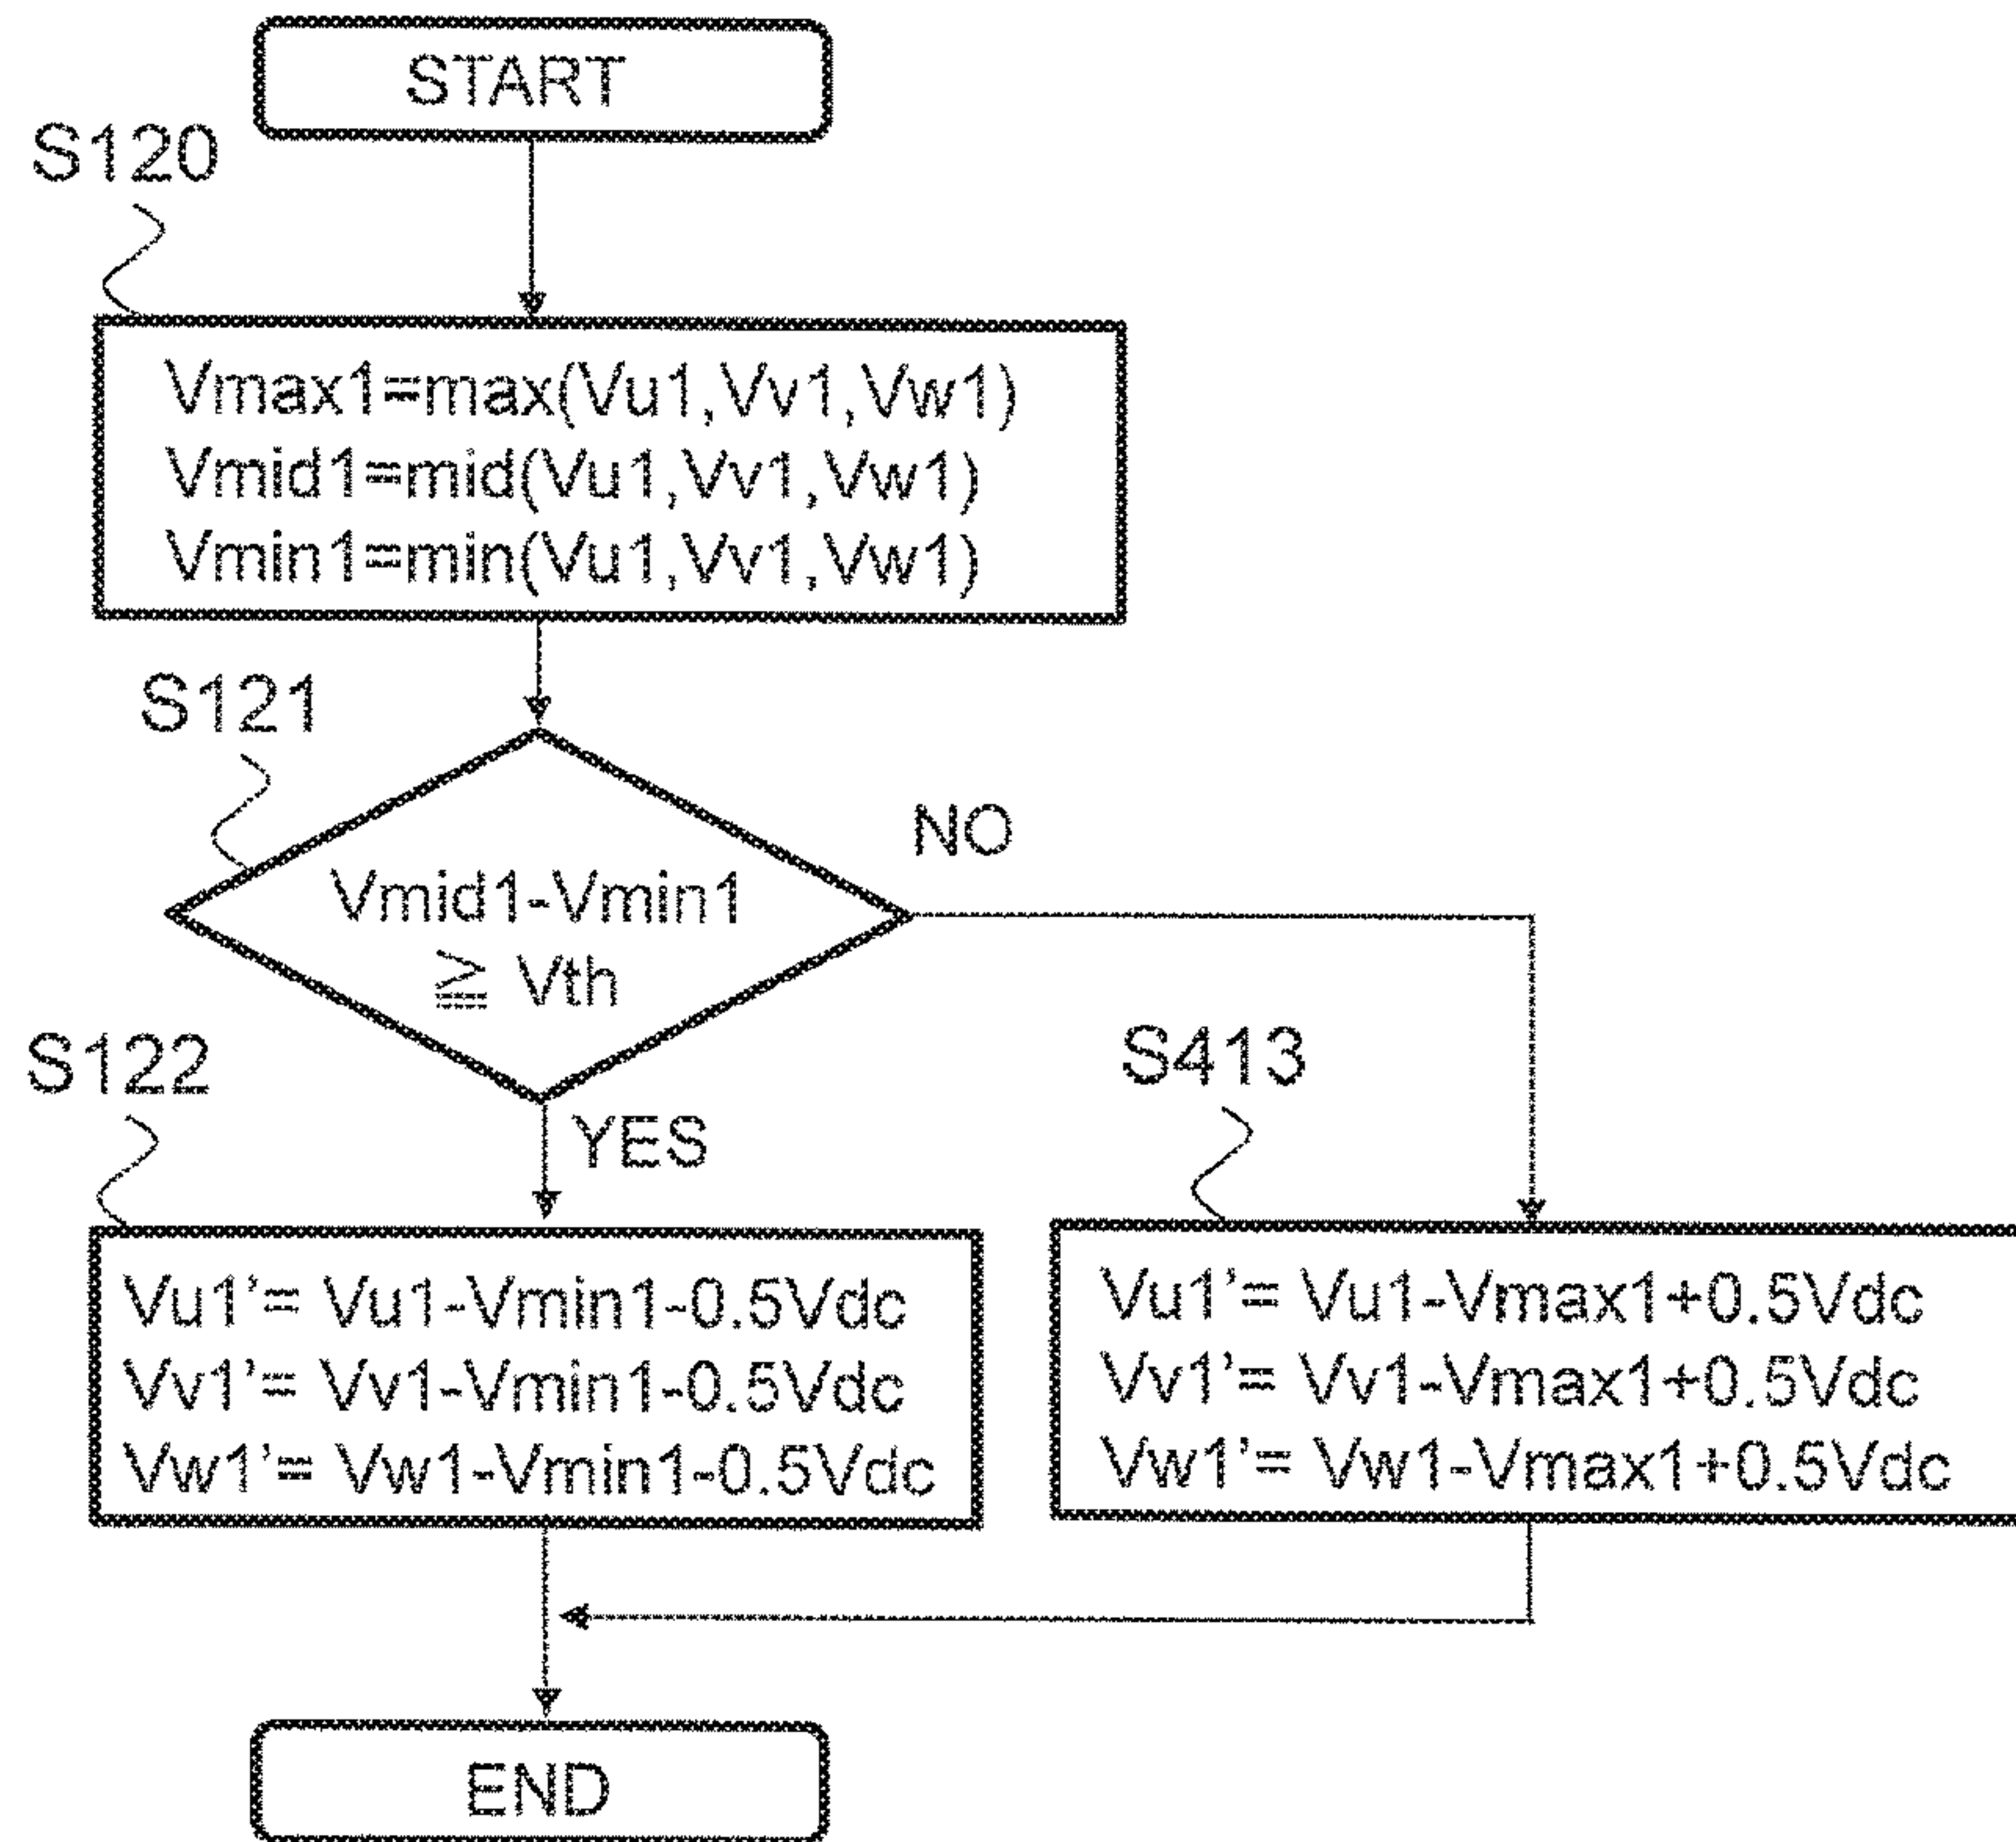 START
S120
Vmax1=max(Vu1,Vv1,Vw1)
Vmid1=mid(Vu1,Vv1,Vw1)
Vmin1=min(Vu1,Vv1,Vw1)
S121
Vmid1-Vmin1
≧ Vth
NO
YES
S122
Vu1’= Vu1-Vmin1-0.5Vdc
Vv1’= Vv1-Vmin1-0.5Vdc
Vw1’= Vw1-Vmin1-0.5Vdc
S413
Vu1’= Vu1-Vmax1+0.5Vdc
Vv1’= Vv1-Vmax1+0.5Vdc
Vw1’= Vw1-Vmax1+0.5Vdc
END